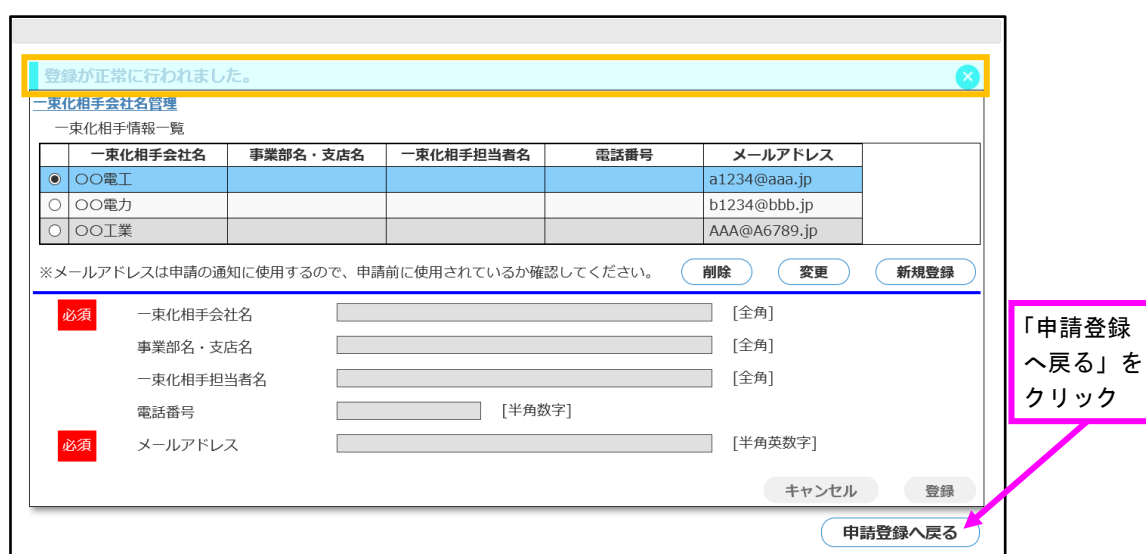 登録が正常に行われました。
一束化相手会社名管理
一束化相手情報一覧
一束化相手会社名 事業部名・支店名 一束化相手担当者名 電話番号 メールアドレス
〇〇電工 a1234@aaa.jp
〇〇電力 b1234@bbb.jp
〇〇工業 AAA@A6789.jp
※メールアドレスは申請の通知に使用するので、申請前に使用されているか確認してください。 削除 変更 新規登録
必須 一束化相手会社名 [全角]
事業部名・支店名 [全角]
一束化相手担当者名 [全角]
電話番号 [半角数字]
必須 メールアドレス [半角英数字]
キャンセル 登録
申請登録へ戻る
「申請登録
へ戻る」を
クリック